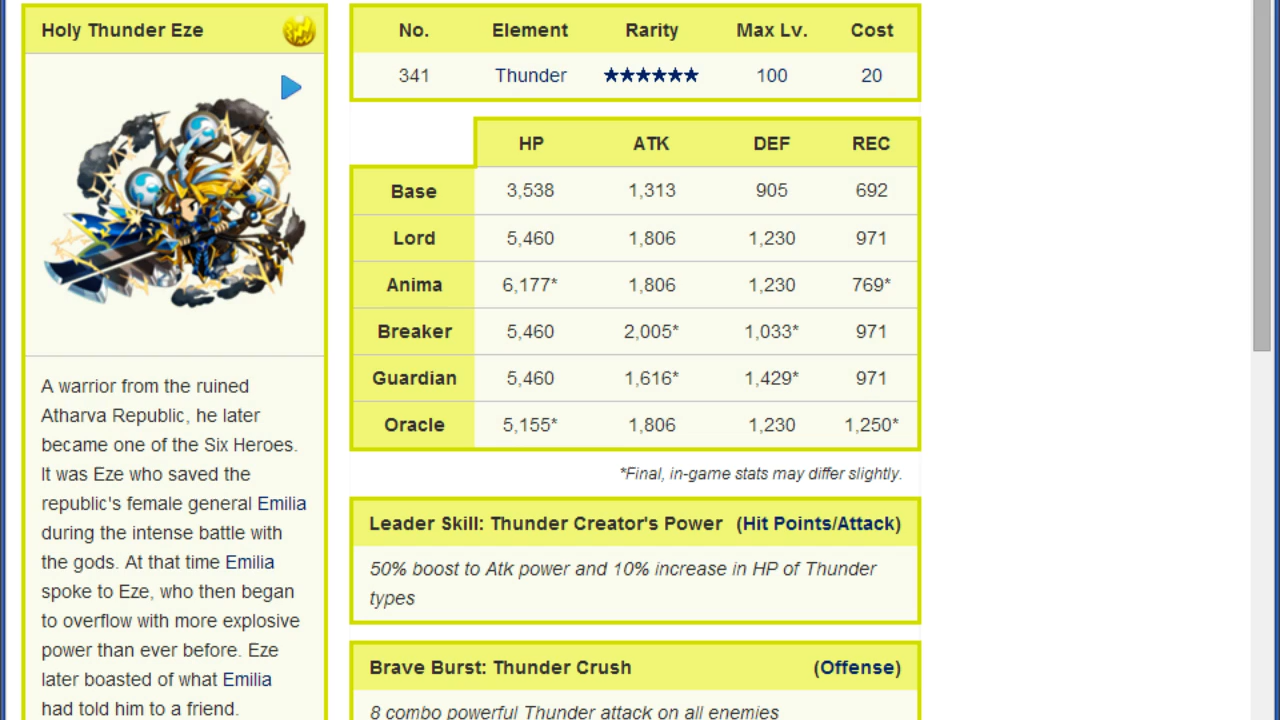 Holy Thunder Eze
A warrior from the ruined
Atharva Republic, he later
became one of the Six Heroes.
It was Eze who saved the
republic's female general Emilia
during the intense battle with
the gods. At that time Emilia
spoke to Eze, who then began
to overflow with more explosive
power than ever before. Eze
later boasted of what Emilia
had told him to a friend.
No. Element Rarity Max Lv. Cost
341 Thunder ★★★★★★ 100 20
HP ATK DEF REC
Base 3,538 1,313 905 692
Lord 5,460 1,806 1,230 971
Anima 6,177* 1,806 1,230 769*
Breaker 5,460 2,005* 1,033* 971
Guardian 5,460 1,616* 1,429* 971
Oracle 5,155* 1,806 1,230 1,250*
*Final, in-game stats may differ slightly.
Leader Skill: Thunder Creator's Power (Hit Points/Attack)
50% boost to Atk power and 10% increase in HP of Thunder
types
Brave Burst: Thunder Crush (Offense)
8 combo powerful Thunder attack on all enemies